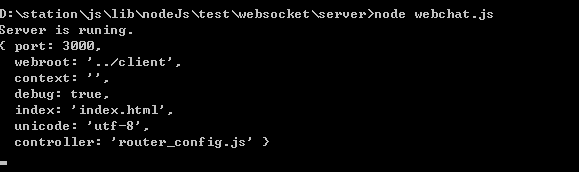 D:\station\js\lib\nodeJs\test\websocket\server>node webchat.js
Server is runing.
{ port: 3000,
  webroot: '../client',
  context: '',
  debug: true,
  index: 'index.html',
  unicode: 'utf-8',
  controller: 'router_config.js' }